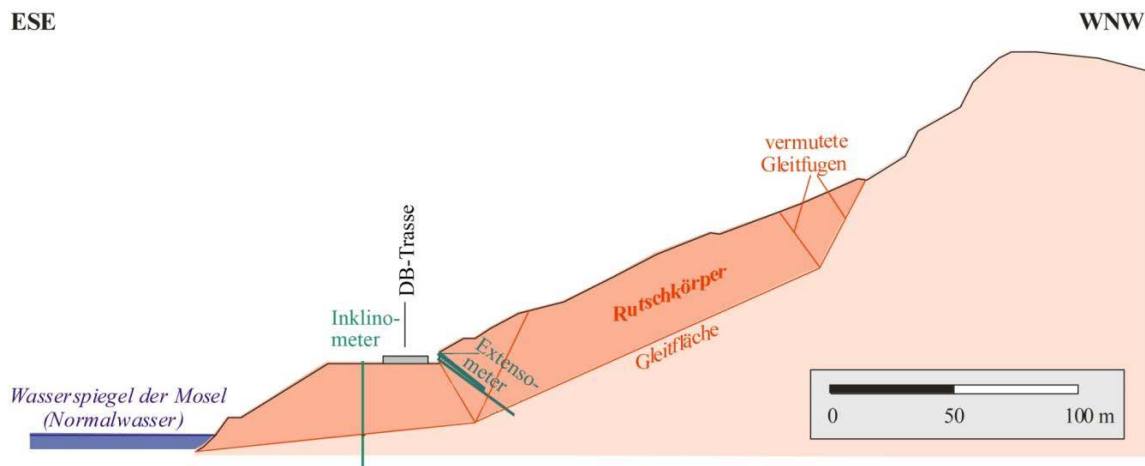 ESE
WNW
vermutete
Gleitfugen
DB-Trasse
Rutschkörper
Inklino-
meter
Extenso-
meter
Gleitfläche
Wasserspiegel der Mosel
(Normalwasser)
0
50
100 m